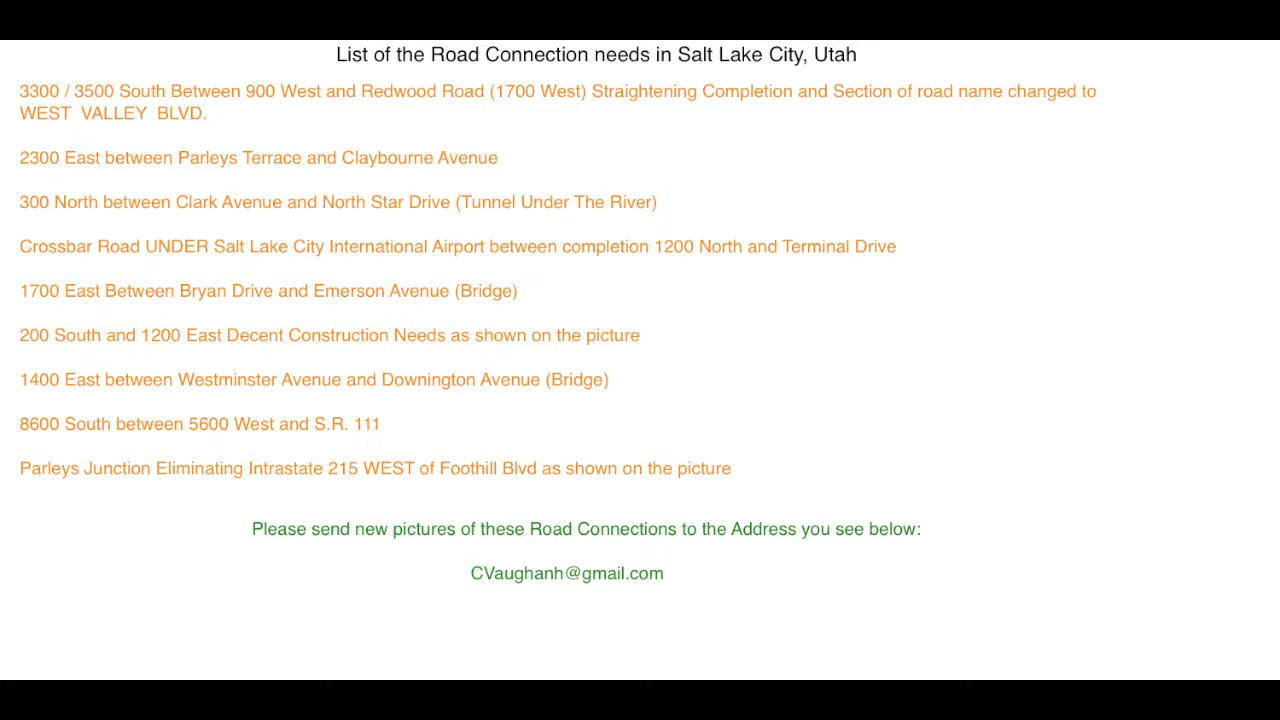 List of the Road Connection needs in Salt Lake City, Utah
3300 / 3500 South Between 900 West and Redwood Road (1700 West) Straightening Completion and Section of road name changed to
WEST VALLEY BLVD.
2300 East between Parleys Terrace and Claybourne Avenue
300 North between Clark Avenue and North Star Drive (Tunnel Under The River)
Crossbar Road UNDER Salt Lake City International Airport between completion 1200 North and Terminal Drive
1700 East Between Bryan Drive and Emerson Avenue (Bridge)
200 South and 1200 East Decent Construction Needs as shown on the picture
1400 East between Westminster Avenue and Downington Avenue (Bridge)
8600 South between 5600 West and S.R. 111
Parleys Junction Eliminating Intrastate 215 WEST of Foothill Blvd as shown on the picture
Please send new pictures of these Road Connections to the Address you see below:
CVaughanh@gmail.com